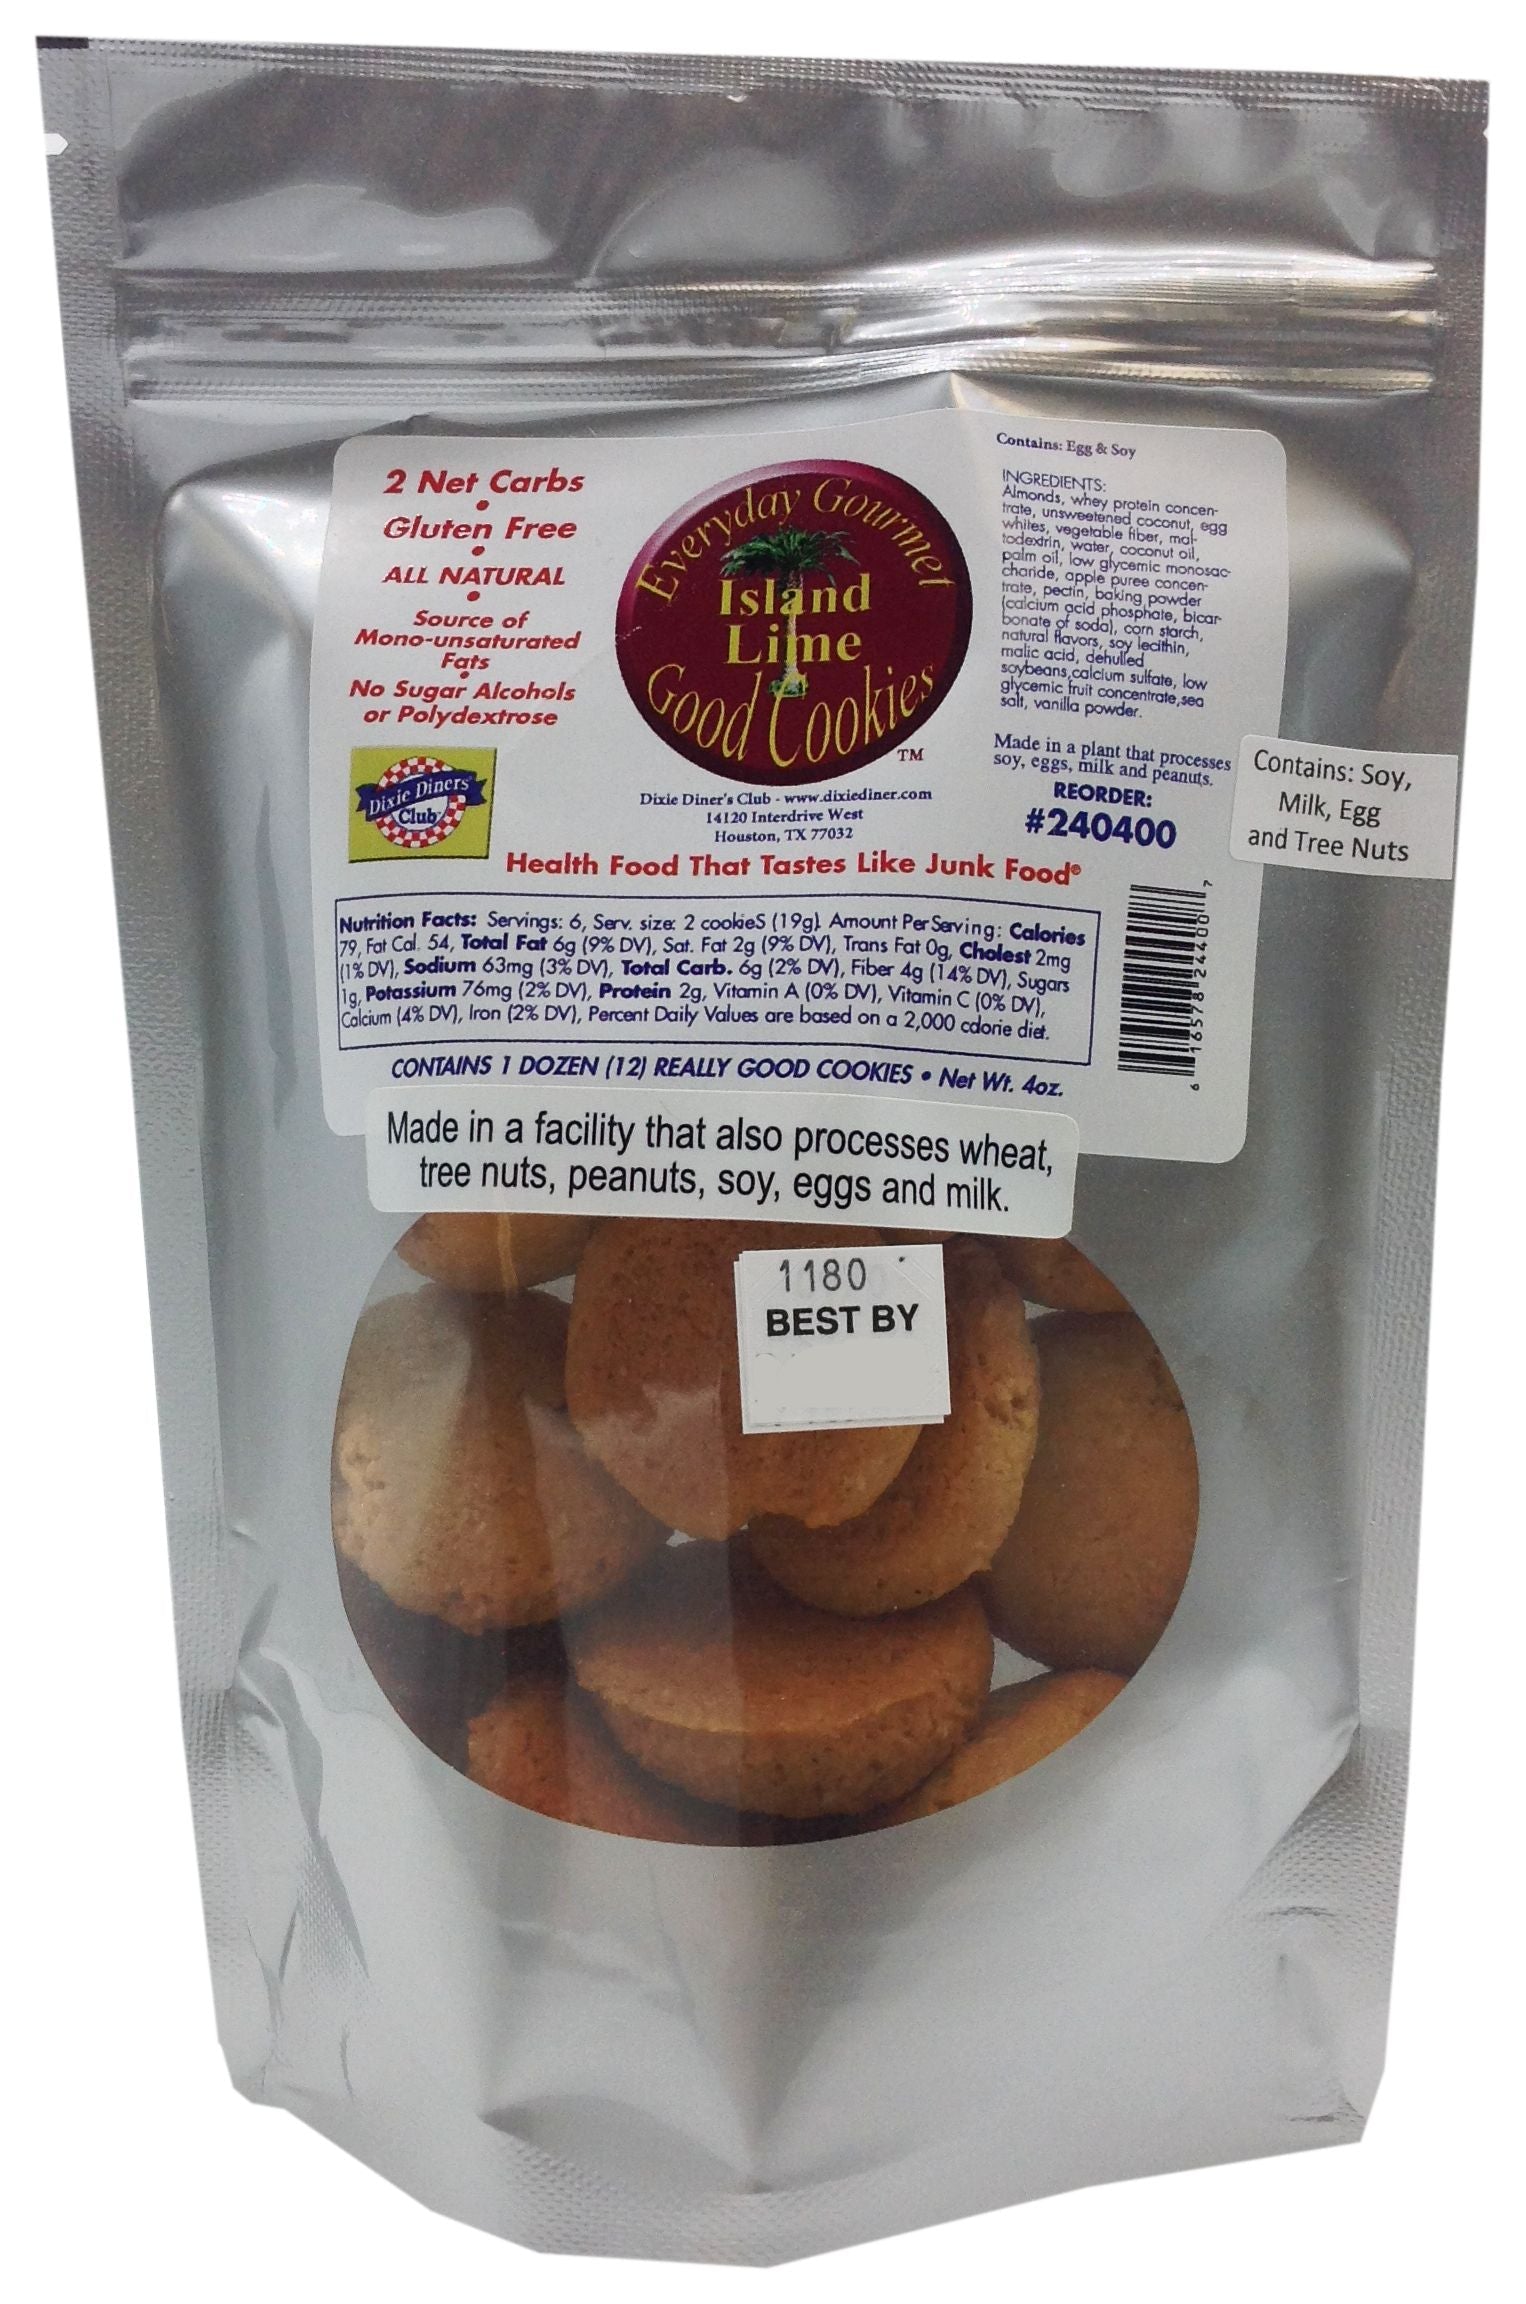 2 Net Carbs
•
Gluten Free
•
ALL NATURAL
•
Source of
Mono-unsaturated
Fats
•
No Sugar Alcohols
or Polydextrose
Dixie Diners'
Club
Everyday Gourmet
Island
Lime
Good Cookies
TM
Dixie Diner's Club - www.dixiediner.com
14120 Interdrive West
Houston, TX 77032
Contains: Egg & Soy
INGREDIENTS:
Almonds, whey protein concen-
trate, unsweetened coconut, egg
whites, vegetable fiber, mal-
todextrin, water, coconut oil,
palm oil, low glycemic monosac-
charide, apple puree concen-
trate, pectin, baking powder
(calcium acid phosphate, bicar-
bonate of soda), corn starch,
natural flavors, soy lecithin,
malic acid, dehulled
soybeans,calcium sulfate, low
glycemic fruit concentrate,sea
salt, vanilla powder.
Made in a plant that processes
soy, eggs, milk and peanuts.
REORDER:
#240400
Contains: Soy,
Milk, Egg
and Tree Nuts
Health Food That Tastes Like Junk Food®
Nutrition Facts: Servings: 6, Serv. size: 2 cookieS (19g). Amount Per Serving: Calories
79, Fat Cal. 54, Total Fat 6g (9% DV), Sat. Fat 2g (9% DV), Trans Fat 0g, Cholest 2mg
(1% DV), Sodium 63mg (3% DV), Total Carb. 6g (2% DV), Fiber 4g (14% DV), Sugars
1g, Potassium 76mg (2% DV), Protein 2g, Vitamin A (0% DV), Vitamin C (0% DV),
Calcium (4% DV), Iron (2% DV), Percent Daily Values are based on a 2,000 calorie diet.
6 16578 24400 7
CONTAINS 1 DOZEN (12) REALLY GOOD COOKIES • Net Wt. 4oz.
Made in a facility that also processes wheat,
tree nuts, peanuts, soy, eggs and milk.
1180
BEST BY